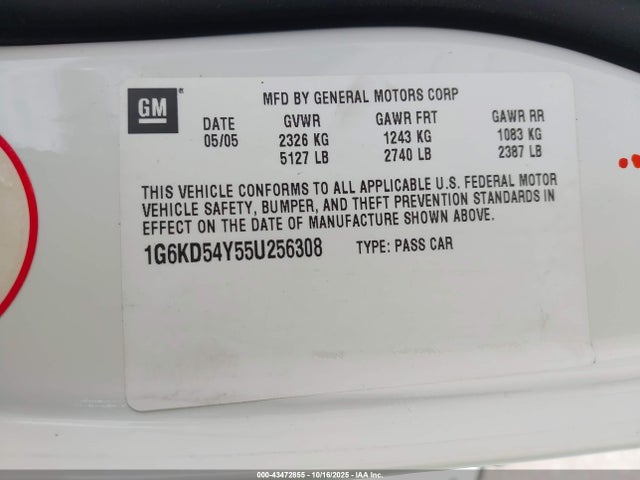 GM ®
MFD BY GENERAL MOTORS CORP
DATE GVWR GAWR FRT GAWR RR
05/05 2326 KG 1243 KG 1083 KG
5127 LB 2740 LB 2387 LB
THIS VEHICLE CONFORMS TO ALL APPLICABLE U.S. FEDERAL MOTOR
VEHICLE SAFETY, BUMPER, AND THEFT PREVENTION STANDARDS IN
EFFECT ON THE DATE OF MANUFACTURE SHOWN ABOVE.
1G6KD54Y55U256308 TYPE: PASS CAR
000-43472855 - 10/16/2025 - IAA Inc. Copyright